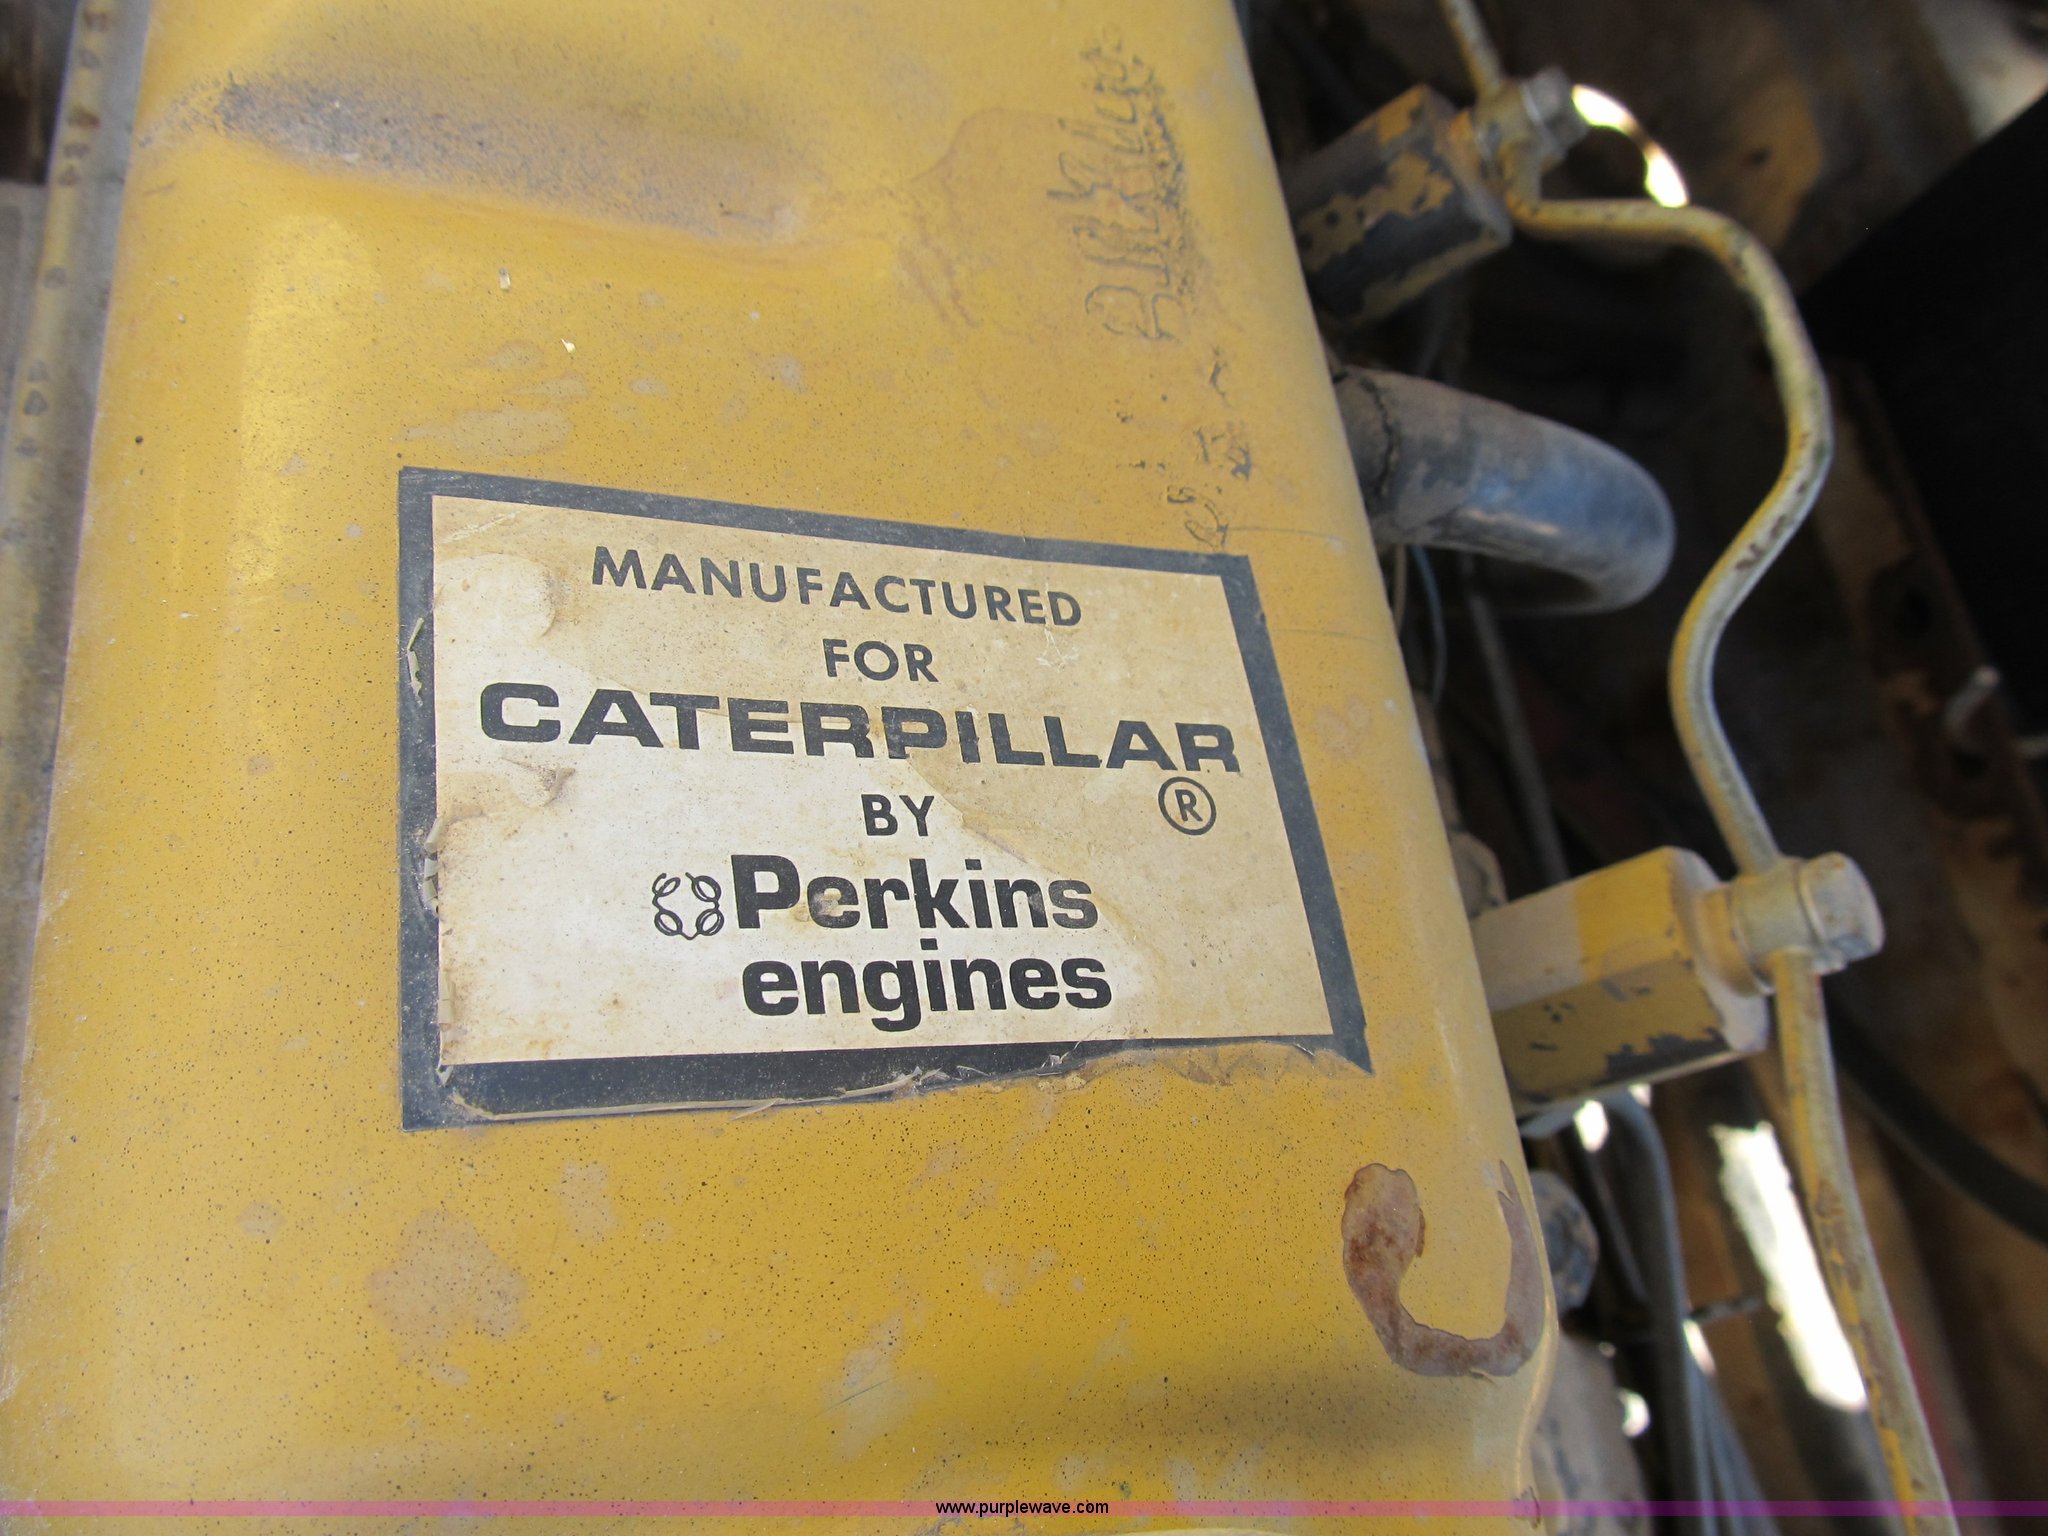 MANUFACTURED
FOR
CATERPILLAR
®
BY
Perkins
engines
www.purplewave.com